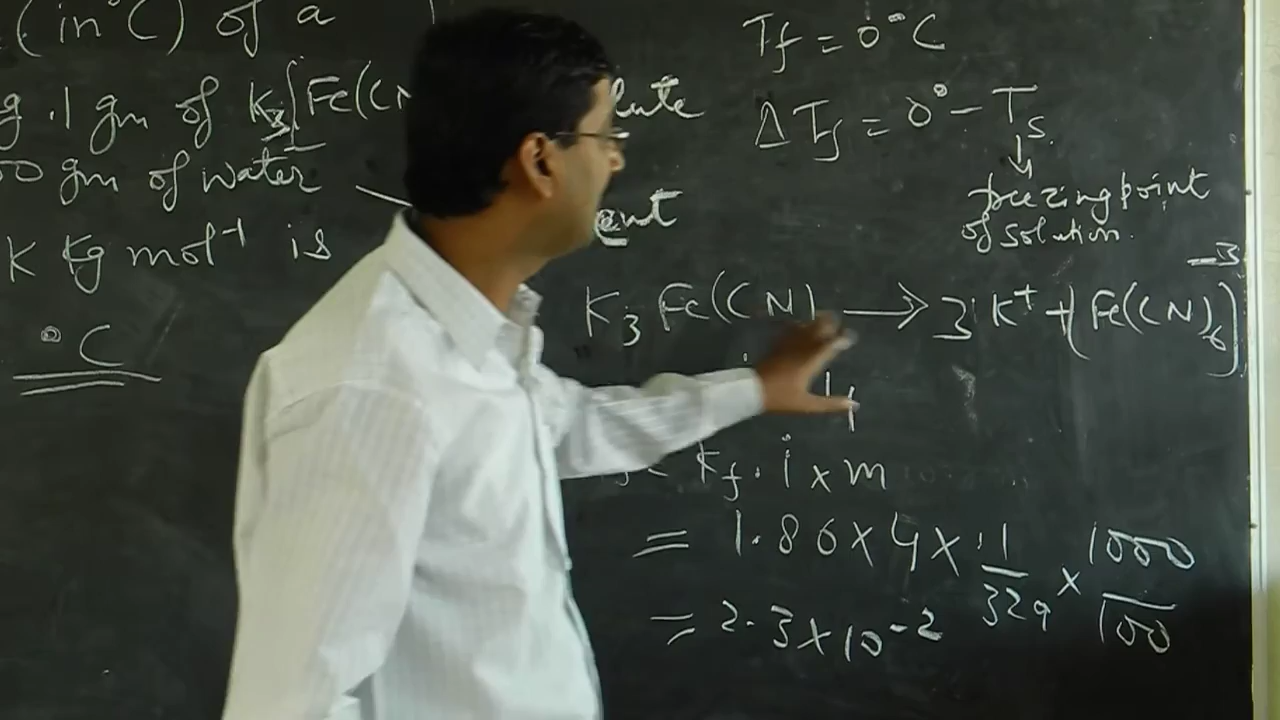 (in °C) of a
g .1 gm of K3[Fe(CN lute
00 gm of water ent
K Kg mol-1 is
°C
Tf = 0°C
ΔTf = 0° - Ts
↓
freezing point
of solution.
K3Fe(CN) → 3K+ + [Fe(CN)6]-3
i
4
= Kf . i x m
= 1.86 x 4 x .1/329 x 1000/100
= 2.3 x 10-2